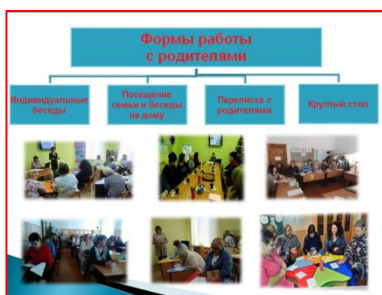 Формы работы
с родителями
Индивидуальные
беседы
Посещение
семьи и беседы
на дому
Переписка с
родителями
Круглый стол